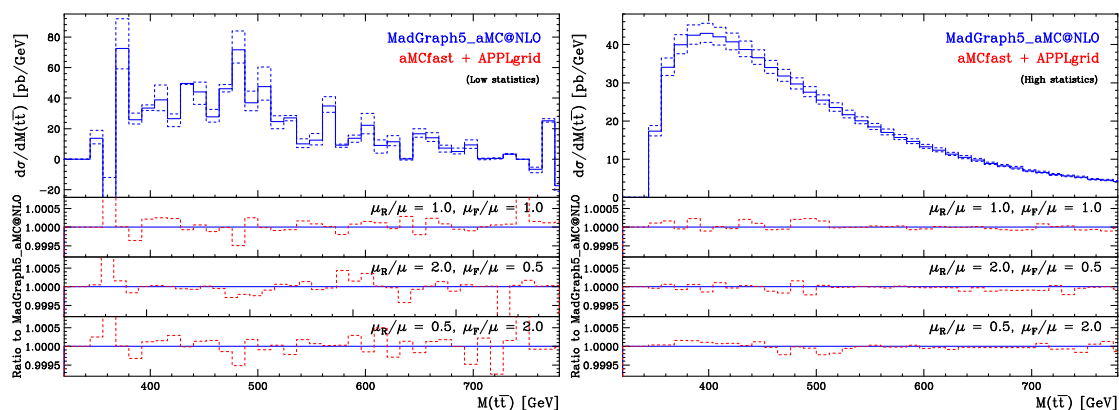 MadGraph5_aMC@NLO
aMCfast + APPLgrid
(Low statistics)
dσ/dM(tt̅) [pb/GeV]
80
60
40
20
0
−20
μR/μ = 1.0, μF/μ = 1.0
1.0005
1.0000
0.9995
μR/μ = 2.0, μF/μ = 0.5
1.0005
1.0000
0.9995
μR/μ = 0.5, μF/μ = 2.0
1.0005
1.0000
0.9995
Ratio to MadGraph5_aMC@NLO
400 500 600 700
M(tt̅) [GeV]
MadGraph5_aMC@NLO
aMCfast + APPLgrid
(High statistics)
dσ/dM(tt̅) [pb/GeV]
40
30
20
10
0
μR/μ = 1.0, μF/μ = 1.0
1.0005
1.0000
0.9995
μR/μ = 2.0, μF/μ = 0.5
1.0005
1.0000
0.9995
μR/μ = 0.5, μF/μ = 2.0
1.0005
1.0000
0.9995
Ratio to MadGraph5_aMC@NLO
400 500 600 700
M(tt̅) [GeV]